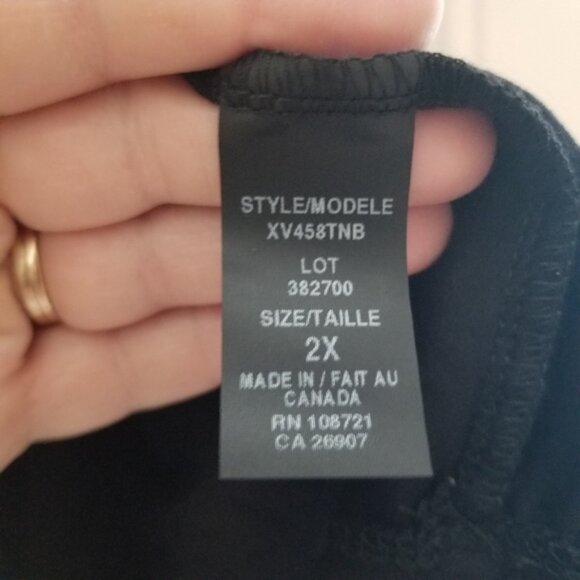 STYLE/MODELE
XV458TNB
LOT
382700
SIZE/TAILLE
2X
MADE IN / FAIT AU
CANADA
RN 108721
CA 26907